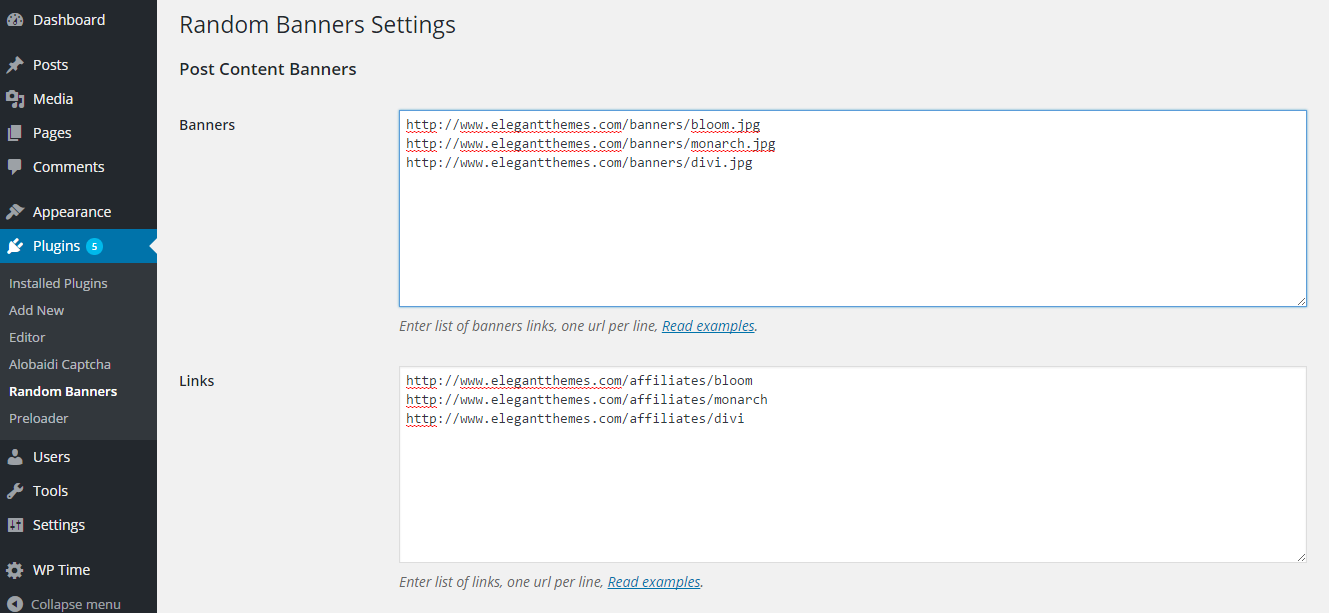 Dashboard
Posts
Media
Pages
Comments
Appearance
Plugins 5
Installed Plugins
Add New
Editor
Alobaidi Captcha
Random Banners
Preloader
Users
Tools
Settings
WP Time
Collapse menu
Random Banners Settings
Post Content Banners
Banners
http://www.elegantthemes.com/banners/bloom.jpg
http://www.elegantthemes.com/banners/monarch.jpg
http://www.elegantthemes.com/banners/divi.jpg
Enter list of banners links, one url per line, Read examples.
Links
http://www.elegantthemes.com/affiliates/bloom
http://www.elegantthemes.com/affiliates/monarch
http://www.elegantthemes.com/affiliates/divi
Enter list of links, one url per line, Read examples.